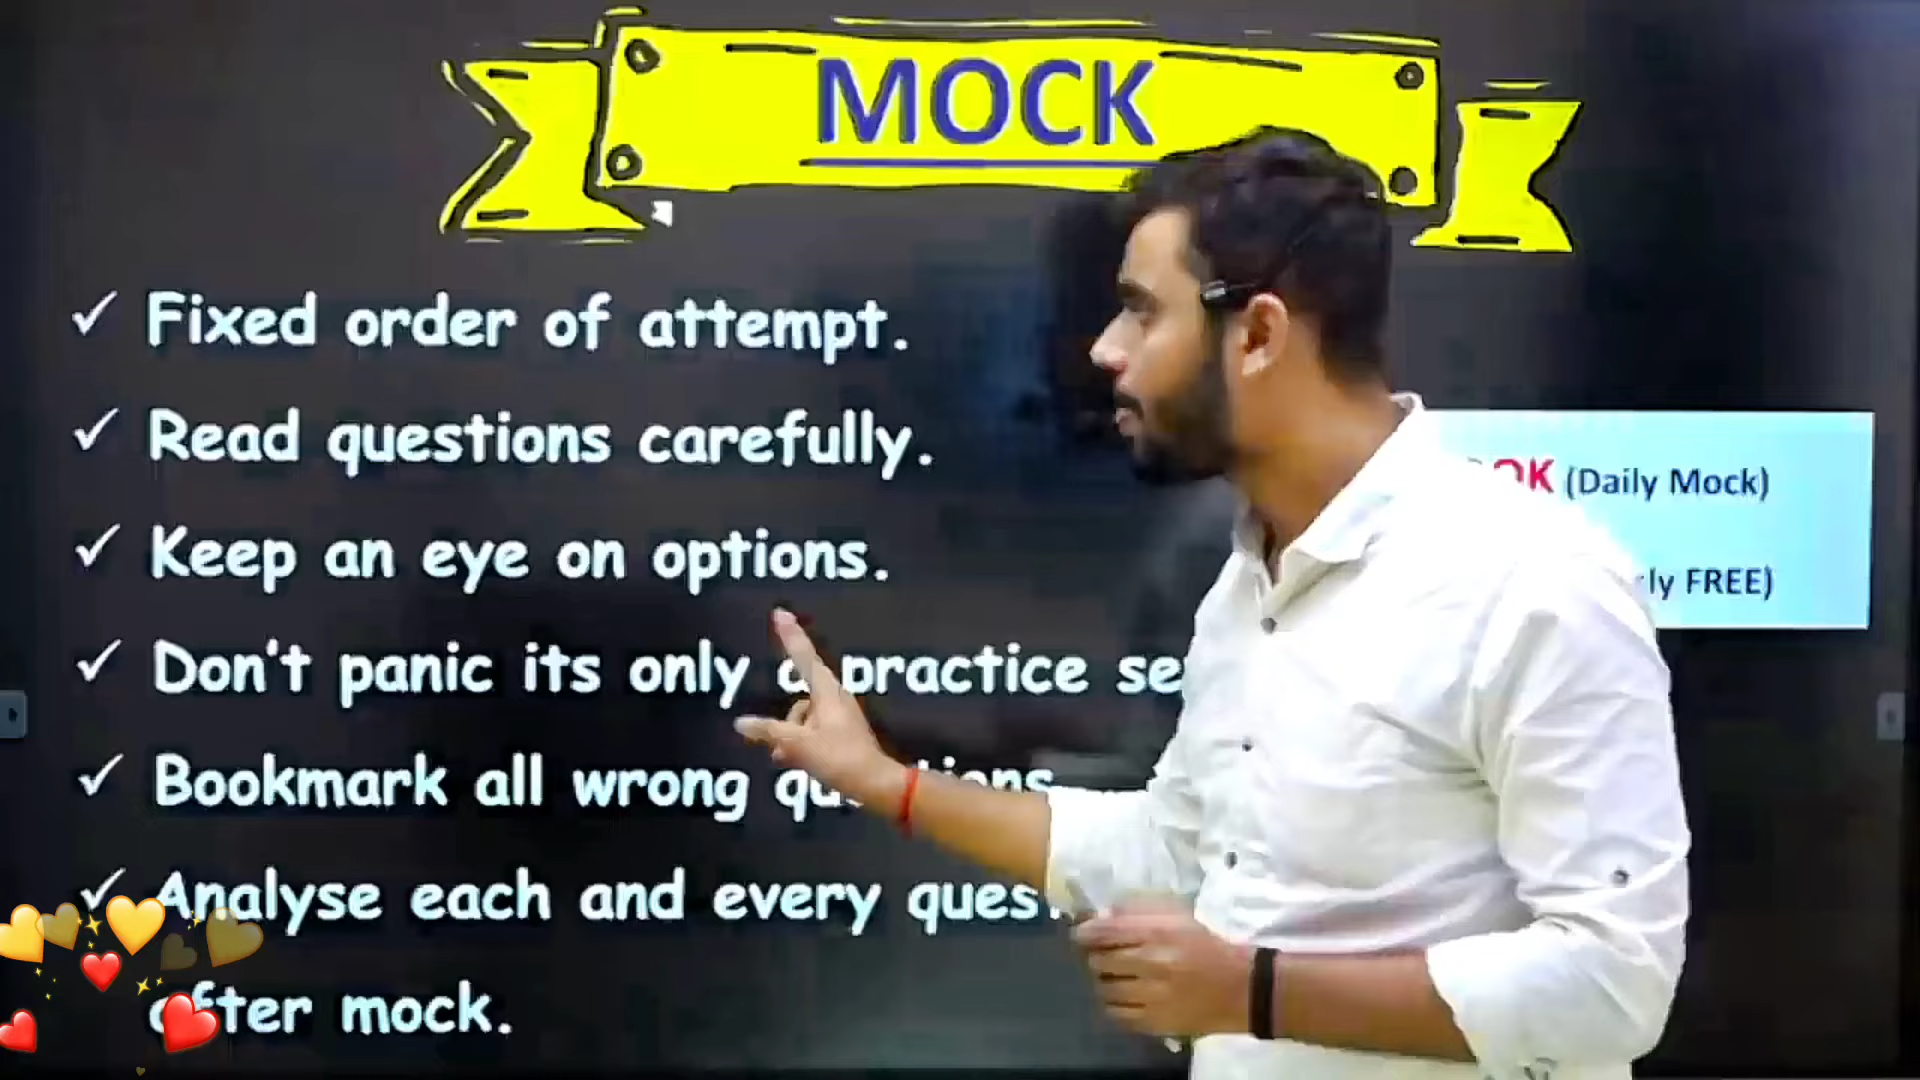 MOCK
✓ Fixed order of attempt.
✓ Read questions carefully.
✓ Keep an eye on options.
✓ Don't panic its only a practice
✓ Bookmark all wrong
✓ Analyse each and every
after mock.
(Daily Mock)
FREE)